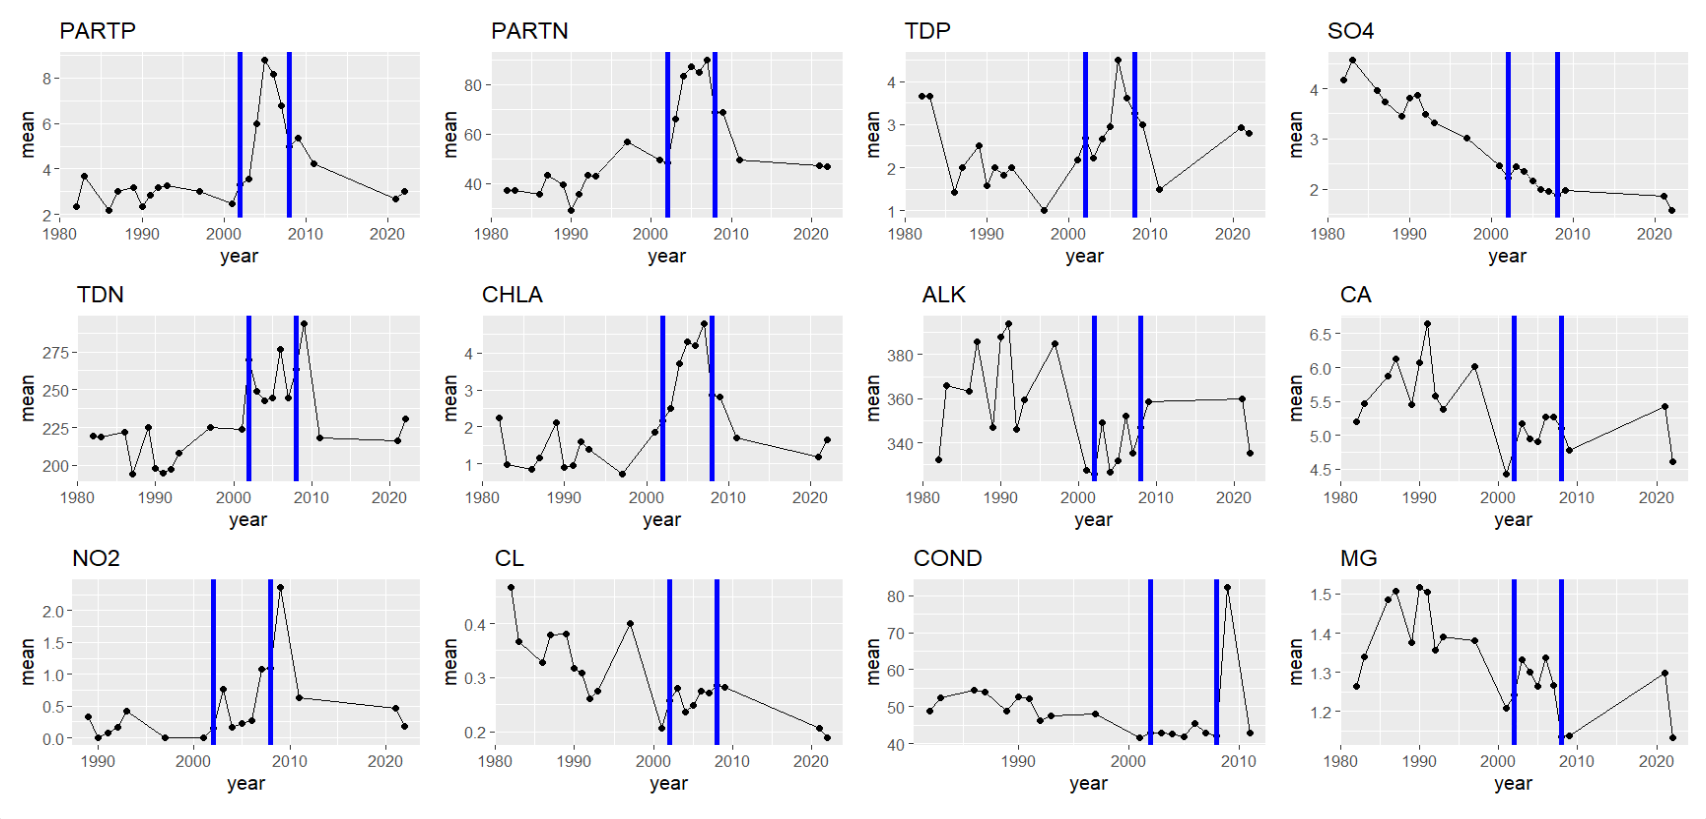 PARTP PARTN TDP SO4
8 80 4 4
6 60 3 3
4 40 2 2
2 1
mean mean mean mean
1980 1990 2000 2010 2020 1980 1990 2000 2010 2020 1980 1990 2000 2010 2020 1980 1990 2000 2010 2020
year year year year
TDN CHLA ALK CA
275 4 380 6.5
250 3 360 6.0
225 2 340 5.5
200 1 5.0
4.5
mean mean mean mean
1980 1990 2000 2010 2020 1980 1990 2000 2010 2020 1980 1990 2000 2010 2020 1980 1990 2000 2010 2020
year year year year
NO2 CL COND MG
2.0 0.4 80 1.5
1.5 0.3 70 1.4
1.0 0.2 60 1.3
0.5 50 1.2
0.0 40
mean mean mean mean
1990 2000 2010 2020 1980 1990 2000 2010 2020 1990 2000 2010 1980 1990 2000 2010 2020
year year year year